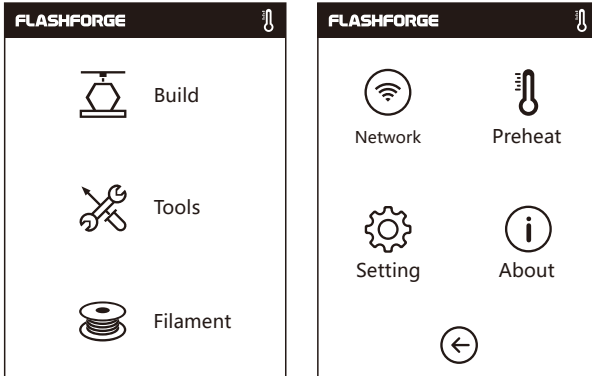 FLASHFORGE
Build
Tools
Filament
FLASHFORGE
Network
Preheat
Setting
About